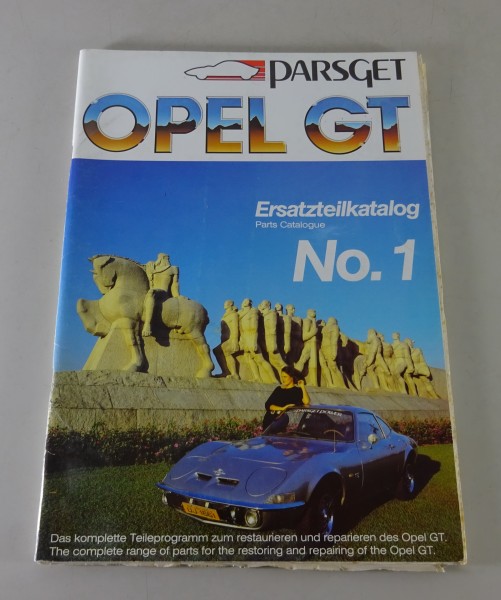 PARSGET
OPEL GT
Ersatzteilkatalog
Parts Catalogue
No. 1
Das komplette Teileprogramm zum restaurieren und reparieren des Opel GT.
The complete range of parts for the restoring and repairing of the Opel GT.